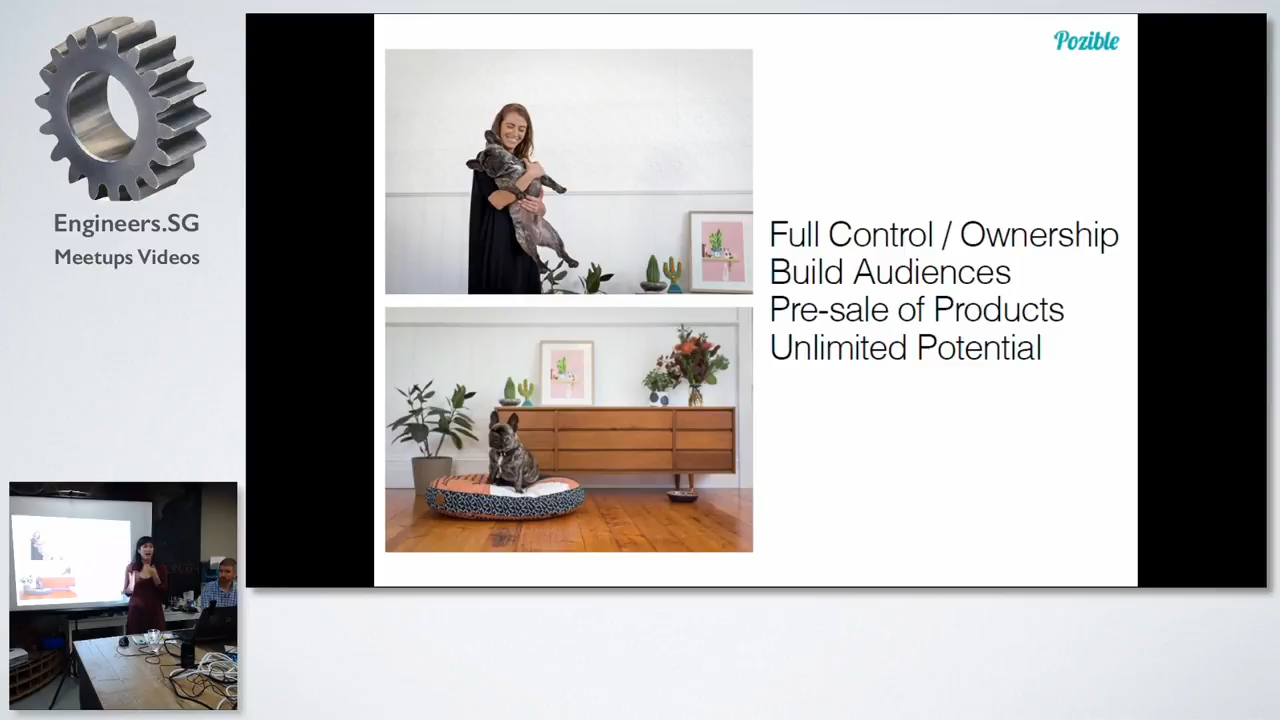 Engineers.SG
Meetups Videos
Pozible
Full Control / Ownership
Build Audiences
Pre-sale of Products
Unlimited Potential